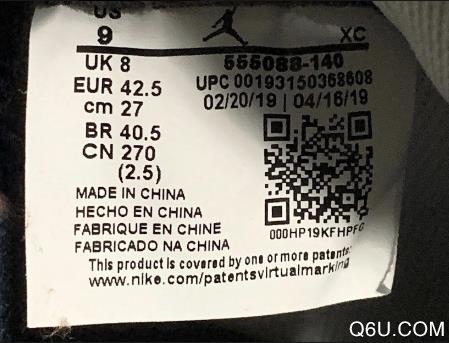 US
9
XC
UK 8
555088-140
EUR 42.5
UPC 00193150368608
cm 27
02/20/19 | 04/16/19
BR 40.5
CN 270
(2.5)
MADE IN CHINA
HECHO EN CHINA
FABRIQUE EN CHINE
FABRICADO NA CHINA
000HP19KFHPFG
This product is covered by one or more patents.
www.nike.com/patentsvirtualmarking
Q6U.COM